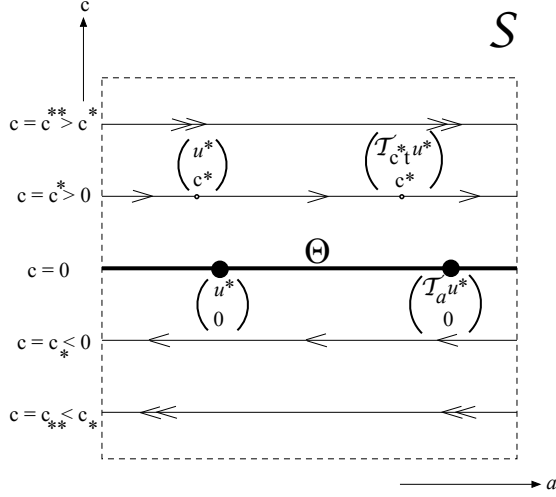 c
𝒮
c = c** > c*
(u* c*)
(𝒯_{c*t} u* c*)
c = c* > 0
Θ
c = 0
(u* 0)
(𝒯_a u* 0)
c = c_* < 0
c = c_** < c_*
a